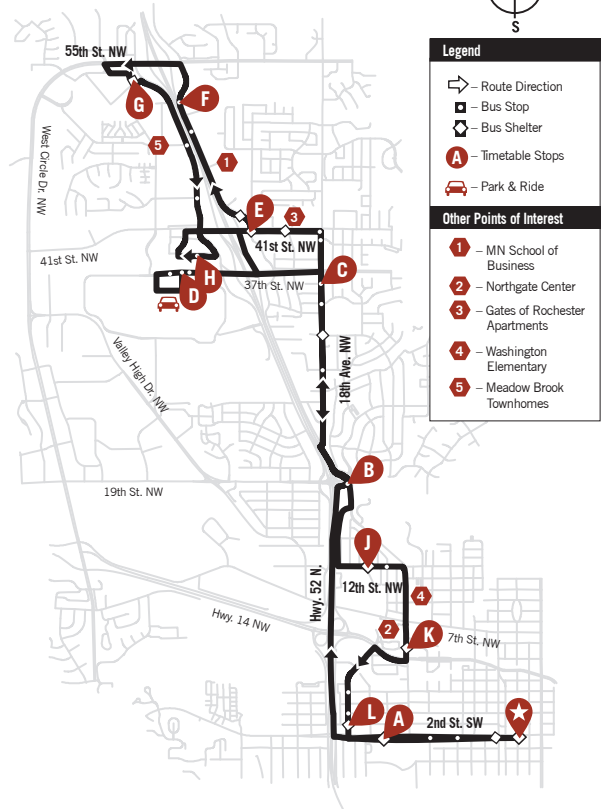 S
Legend
– Route Direction
– Bus Stop
– Bus Shelter
A – Timetable Stops
– Park & Ride
Other Points of Interest
1 – MN School of
Business
2 – Northgate Center
3 – Gates of Rochester
Apartments
4 – Washington
Elementary
5 – Meadow Brook
Townhomes
55th St. NW
G
F
5
1
West Circle Dr. NW
E
3
41st St. NW
41st St. NW
H
D
37th St. NW
C
18th Ave. NW
Valley High Dr. NW
B
19th St. NW
J
12th St. NW
Hwy. 52 N.
4
Hwy. 14 NW
2
K
7th St. NW
L
A
2nd St. SW